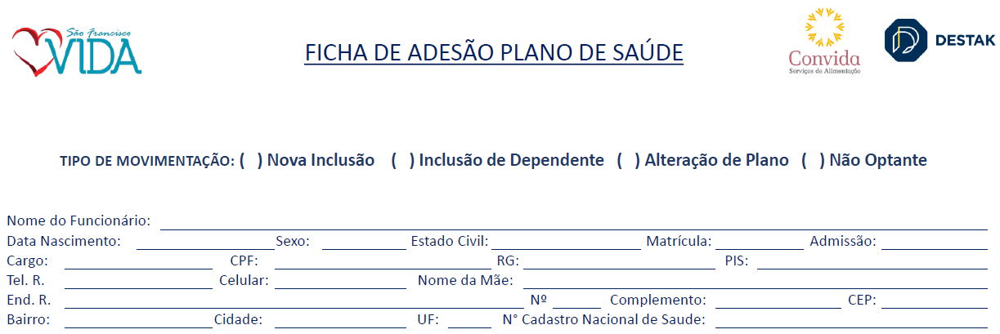 São Francisco
VIDA
FICHA DE ADESÃO PLANO DE SAÚDE
Convida
Serviços de Alimentação
DESTAK
TIPO DE MOVIMENTAÇÃO: ( ) Nova Inclusão ( ) Inclusão de Dependente ( ) Alteração de Plano ( ) Não Optante
Nome do Funcionário:
Data Nascimento: Sexo: Estado Civil: Matrícula: Admissão:
Cargo: CPF: RG: PIS:
Tel. R. Celular: Nome da Mãe:
End. R. Nº Complemento: CEP:
Bairro: Cidade: UF: N° Cadastro Nacional de Saude: